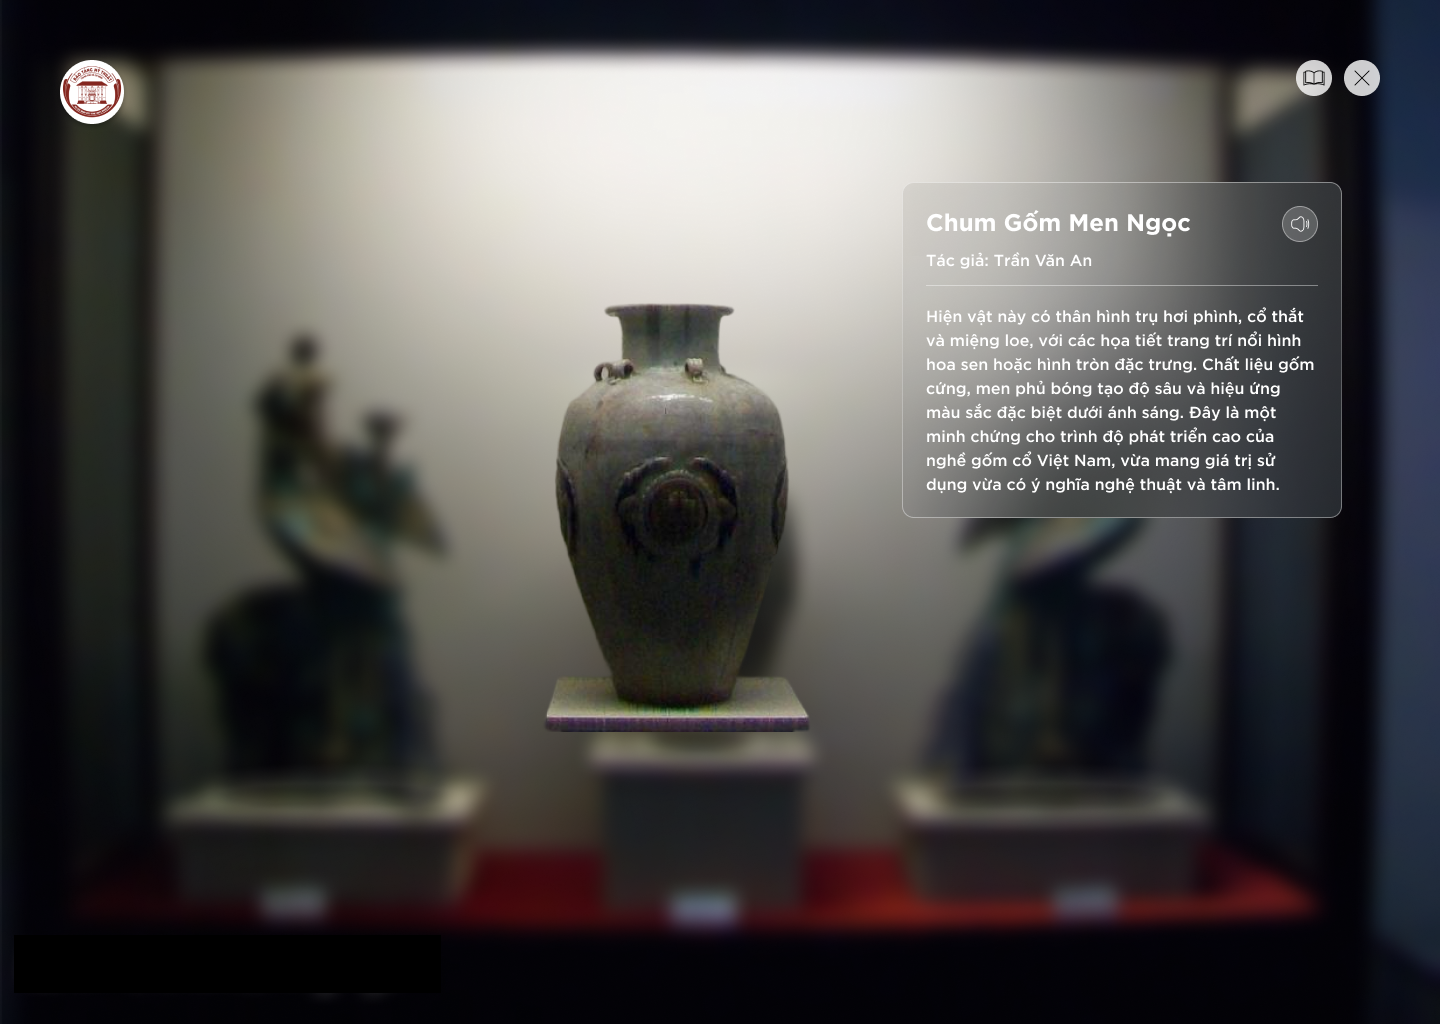 BẢO TÀNG MỸ THUẬT
Chum Gốm Men Ngọc
Tác giả: Trần Văn An
Hiện vật này có thân hình trụ hơi phình, cổ thắt
và miệng loe, với các họa tiết trang trí nổi hình
hoa sen hoặc hình tròn đặc trưng. Chất liệu gốm
cứng, men phủ bóng tạo độ sâu và hiệu ứng
màu sắc đặc biệt dưới ánh sáng. Đây là một
minh chứng cho trình độ phát triển cao của
nghề gốm cổ Việt Nam, vừa mang giá trị sử
dụng vừa có ý nghĩa nghệ thuật và tâm linh.